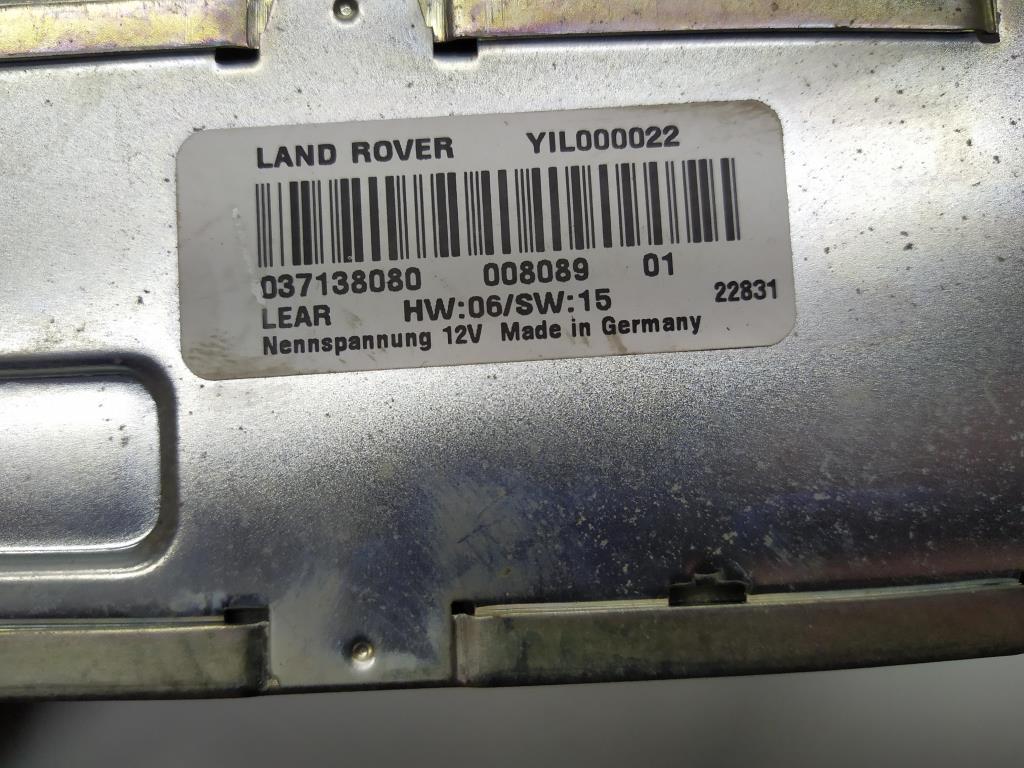 LAND ROVER YIL000022
037138080 008089 01
LEAR HW:06/SW:15 22831
Nennspannung 12V Made in Germany